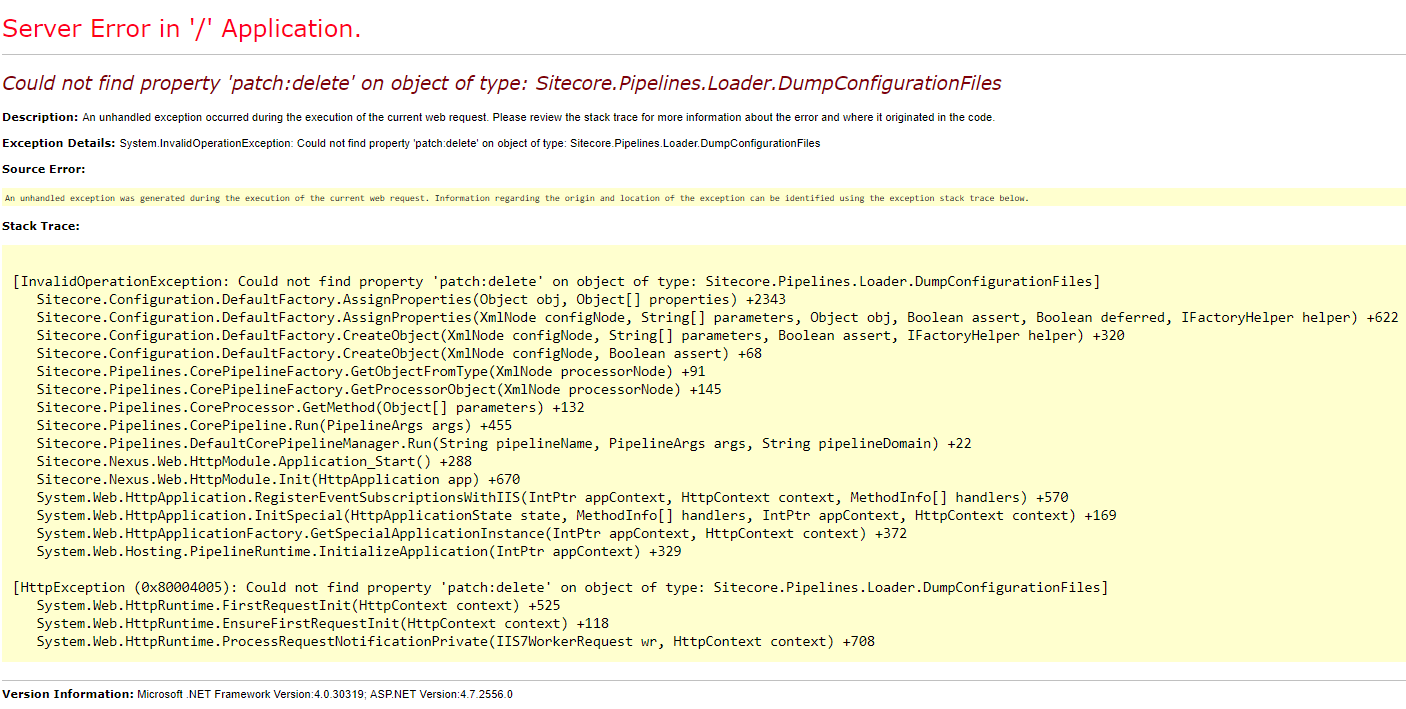 Server Error in '/' Application.
Could not find property 'patch:delete' on object of type: Sitecore.Pipelines.Loader.DumpConfigurationFiles
Description: An unhandled exception occurred during the execution of the current web request. Please review the stack trace for more information about the error and where it originated in the code.
Exception Details: System.InvalidOperationException: Could not find property 'patch:delete' on object of type: Sitecore.Pipelines.Loader.DumpConfigurationFiles
Source Error:
An unhandled exception was generated during the execution of the current web request. Information regarding the origin and location of the exception can be identified using the exception stack trace below.
Stack Trace:
[InvalidOperationException: Could not find property 'patch:delete' on object of type: Sitecore.Pipelines.Loader.DumpConfigurationFiles]
Sitecore.Configuration.DefaultFactory.AssignProperties(Object obj, Object[] properties) +2343
Sitecore.Configuration.DefaultFactory.AssignProperties(XmlNode configNode, String[] parameters, Object obj, Boolean assert, Boolean deferred, IFactoryHelper helper) +622
Sitecore.Configuration.DefaultFactory.CreateObject(XmlNode configNode, String[] parameters, Boolean assert, IFactoryHelper helper) +320
Sitecore.Configuration.DefaultFactory.CreateObject(XmlNode configNode, Boolean assert) +68
Sitecore.Pipelines.CorePipelineFactory.GetObjectFromType(XmlNode processorNode) +91
Sitecore.Pipelines.CorePipelineFactory.GetProcessorObject(XmlNode processorNode) +145
Sitecore.Pipelines.CoreProcessor.GetMethod(Object[] parameters) +132
Sitecore.Pipelines.CorePipeline.Run(PipelineArgs args) +455
Sitecore.Pipelines.DefaultCorePipelineManager.Run(String pipelineName, PipelineArgs args, String pipelineDomain) +22
Sitecore.Nexus.Web.HttpModule.Application_Start() +288
Sitecore.Nexus.Web.HttpModule.Init(HttpApplication app) +670
System.Web.HttpApplication.RegisterEventSubscriptionsWithIIS(IntPtr appContext, HttpContext context, MethodInfo[] handlers) +570
System.Web.HttpApplication.InitSpecial(HttpApplicationState state, MethodInfo[] handlers, IntPtr appContext, HttpContext context) +169
System.Web.HttpApplicationFactory.GetSpecialApplicationInstance(IntPtr appContext, HttpContext context) +372
System.Web.Hosting.PipelineRuntime.InitializeApplication(IntPtr appContext) +329
[HttpException (0x80004005): Could not find property 'patch:delete' on object of type: Sitecore.Pipelines.Loader.DumpConfigurationFiles]
System.Web.HttpRuntime.FirstRequestInit(HttpContext context) +525
System.Web.HttpRuntime.EnsureFirstRequestInit(HttpContext context) +118
System.Web.HttpRuntime.ProcessRequestNotificationPrivate(IIS7WorkerRequest wr, HttpContext context) +708
Version Information: Microsoft .NET Framework Version:4.0.30319; ASP.NET Version:4.7.2556.0